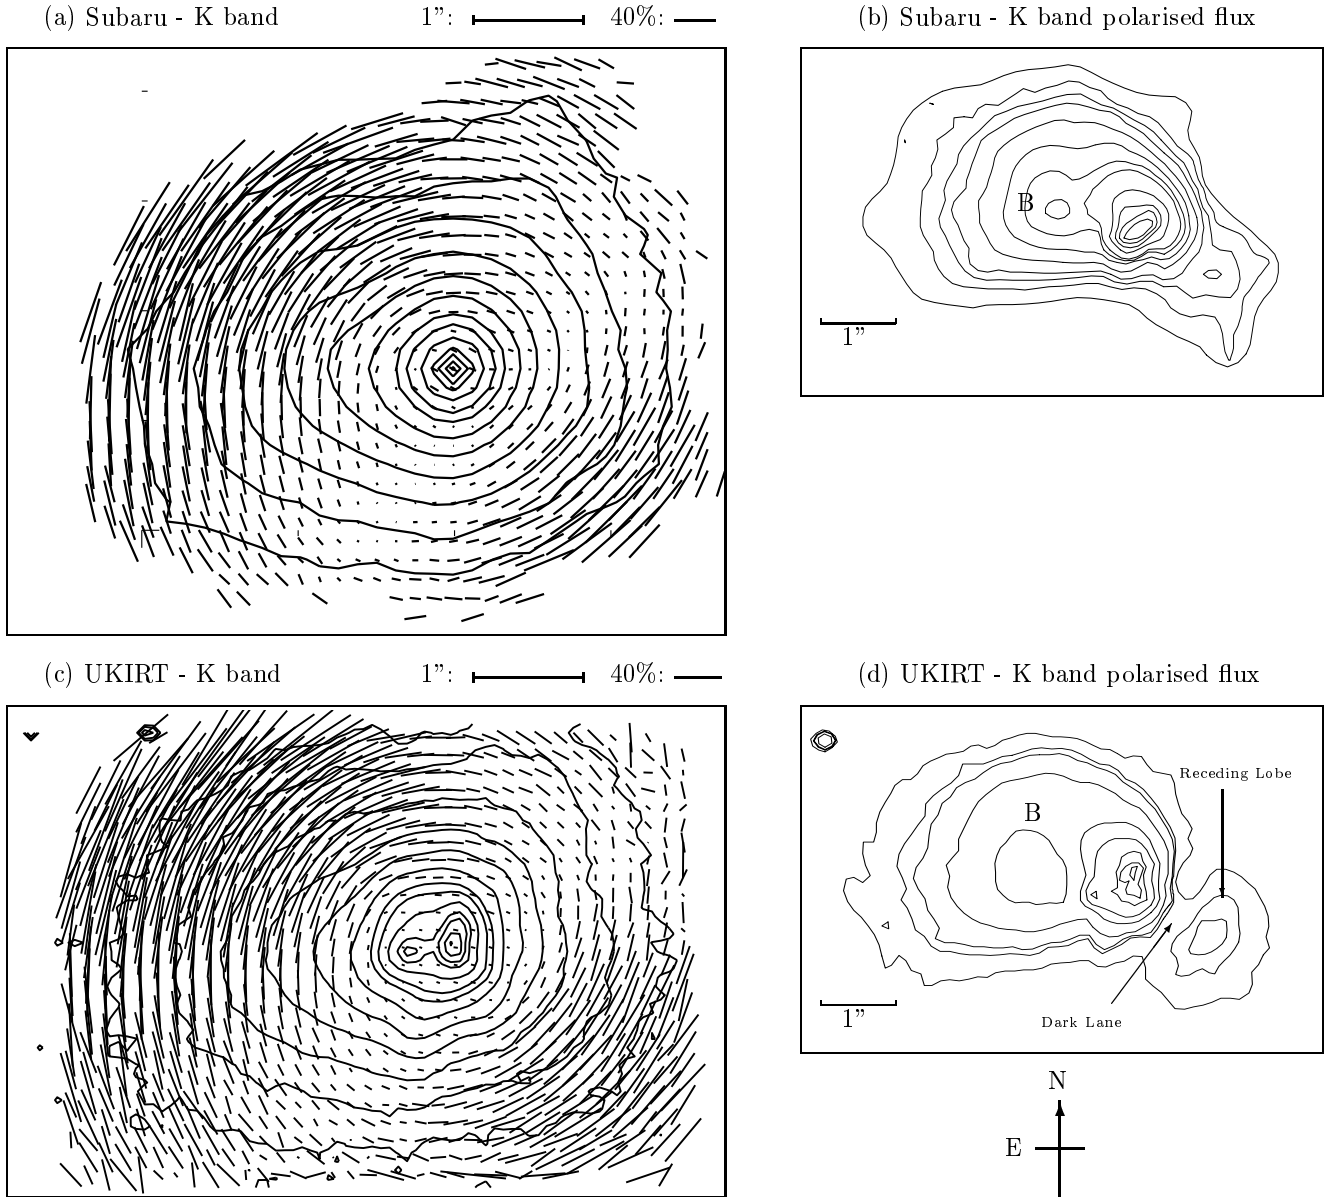 (a) Subaru - K band 1”: 40%:
(b) Subaru - K band polarised flux
B
1”
(c) UKIRT - K band 1”: 40%:
(d) UKIRT - K band polarised flux
Receding Lobe
B
1”
Dark Lane
N
E